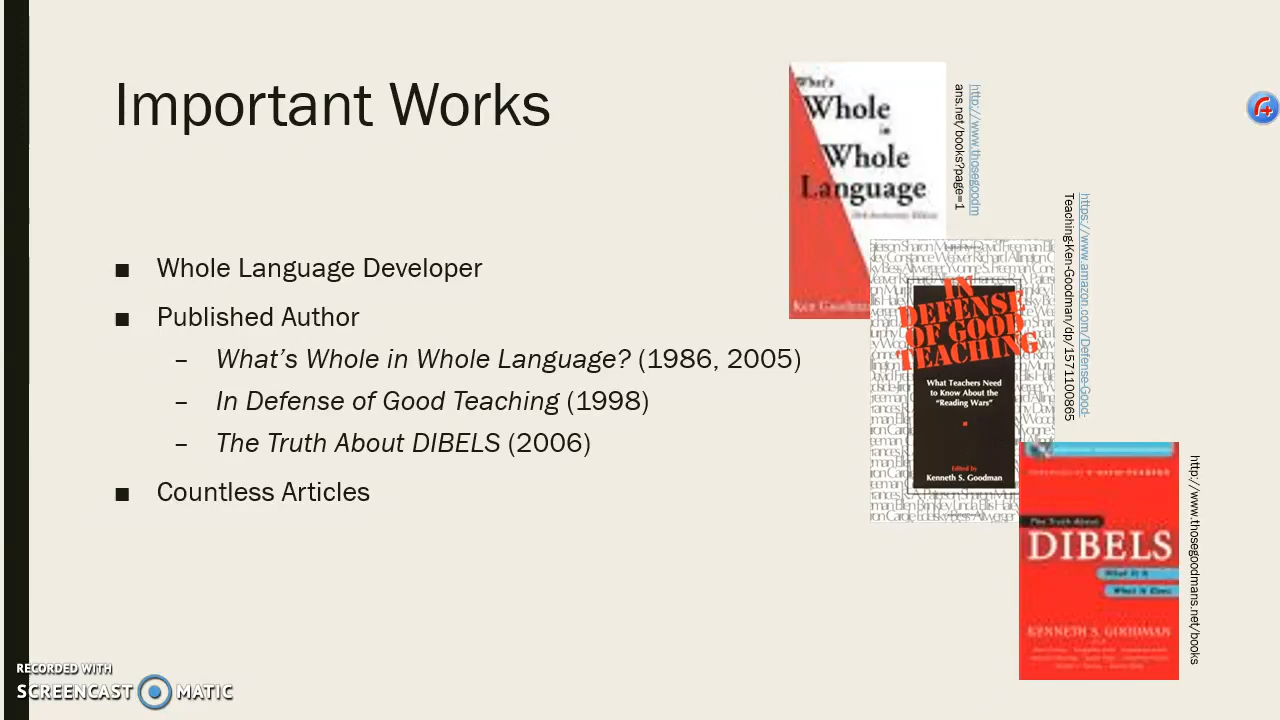 Important Works
■ Whole Language Developer
■ Published Author
– What's Whole in Whole Language? (1986, 2005)
– In Defense of Good Teaching (1998)
– The Truth About DIBELS (2006)
■ Countless Articles
What's
Whole
in
Whole
Language
Ken Goodman
http://www.thosegoodm
ans.net/books?page=1
IN
DEFENSE
OF GOOD
TEACHING
What Teachers Need
to Know About the
"Reading Wars"
Edited by
Kenneth S. Goodman
https://www.amazon.com/Defense-Good-
Teaching-Ken-Goodman/dp/1571100865
The Truth About
DIBELS
What It Is
What It Does
KENNETH S. GOODMAN
http://www.thosegoodmans.net/books
RECORDED WITH
SCREENCAST MATIC